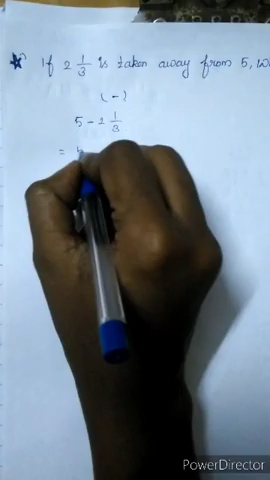 If 2 1/3 is taken away from 5,
(-)
5 - 2 1/3
=
PowerDirector